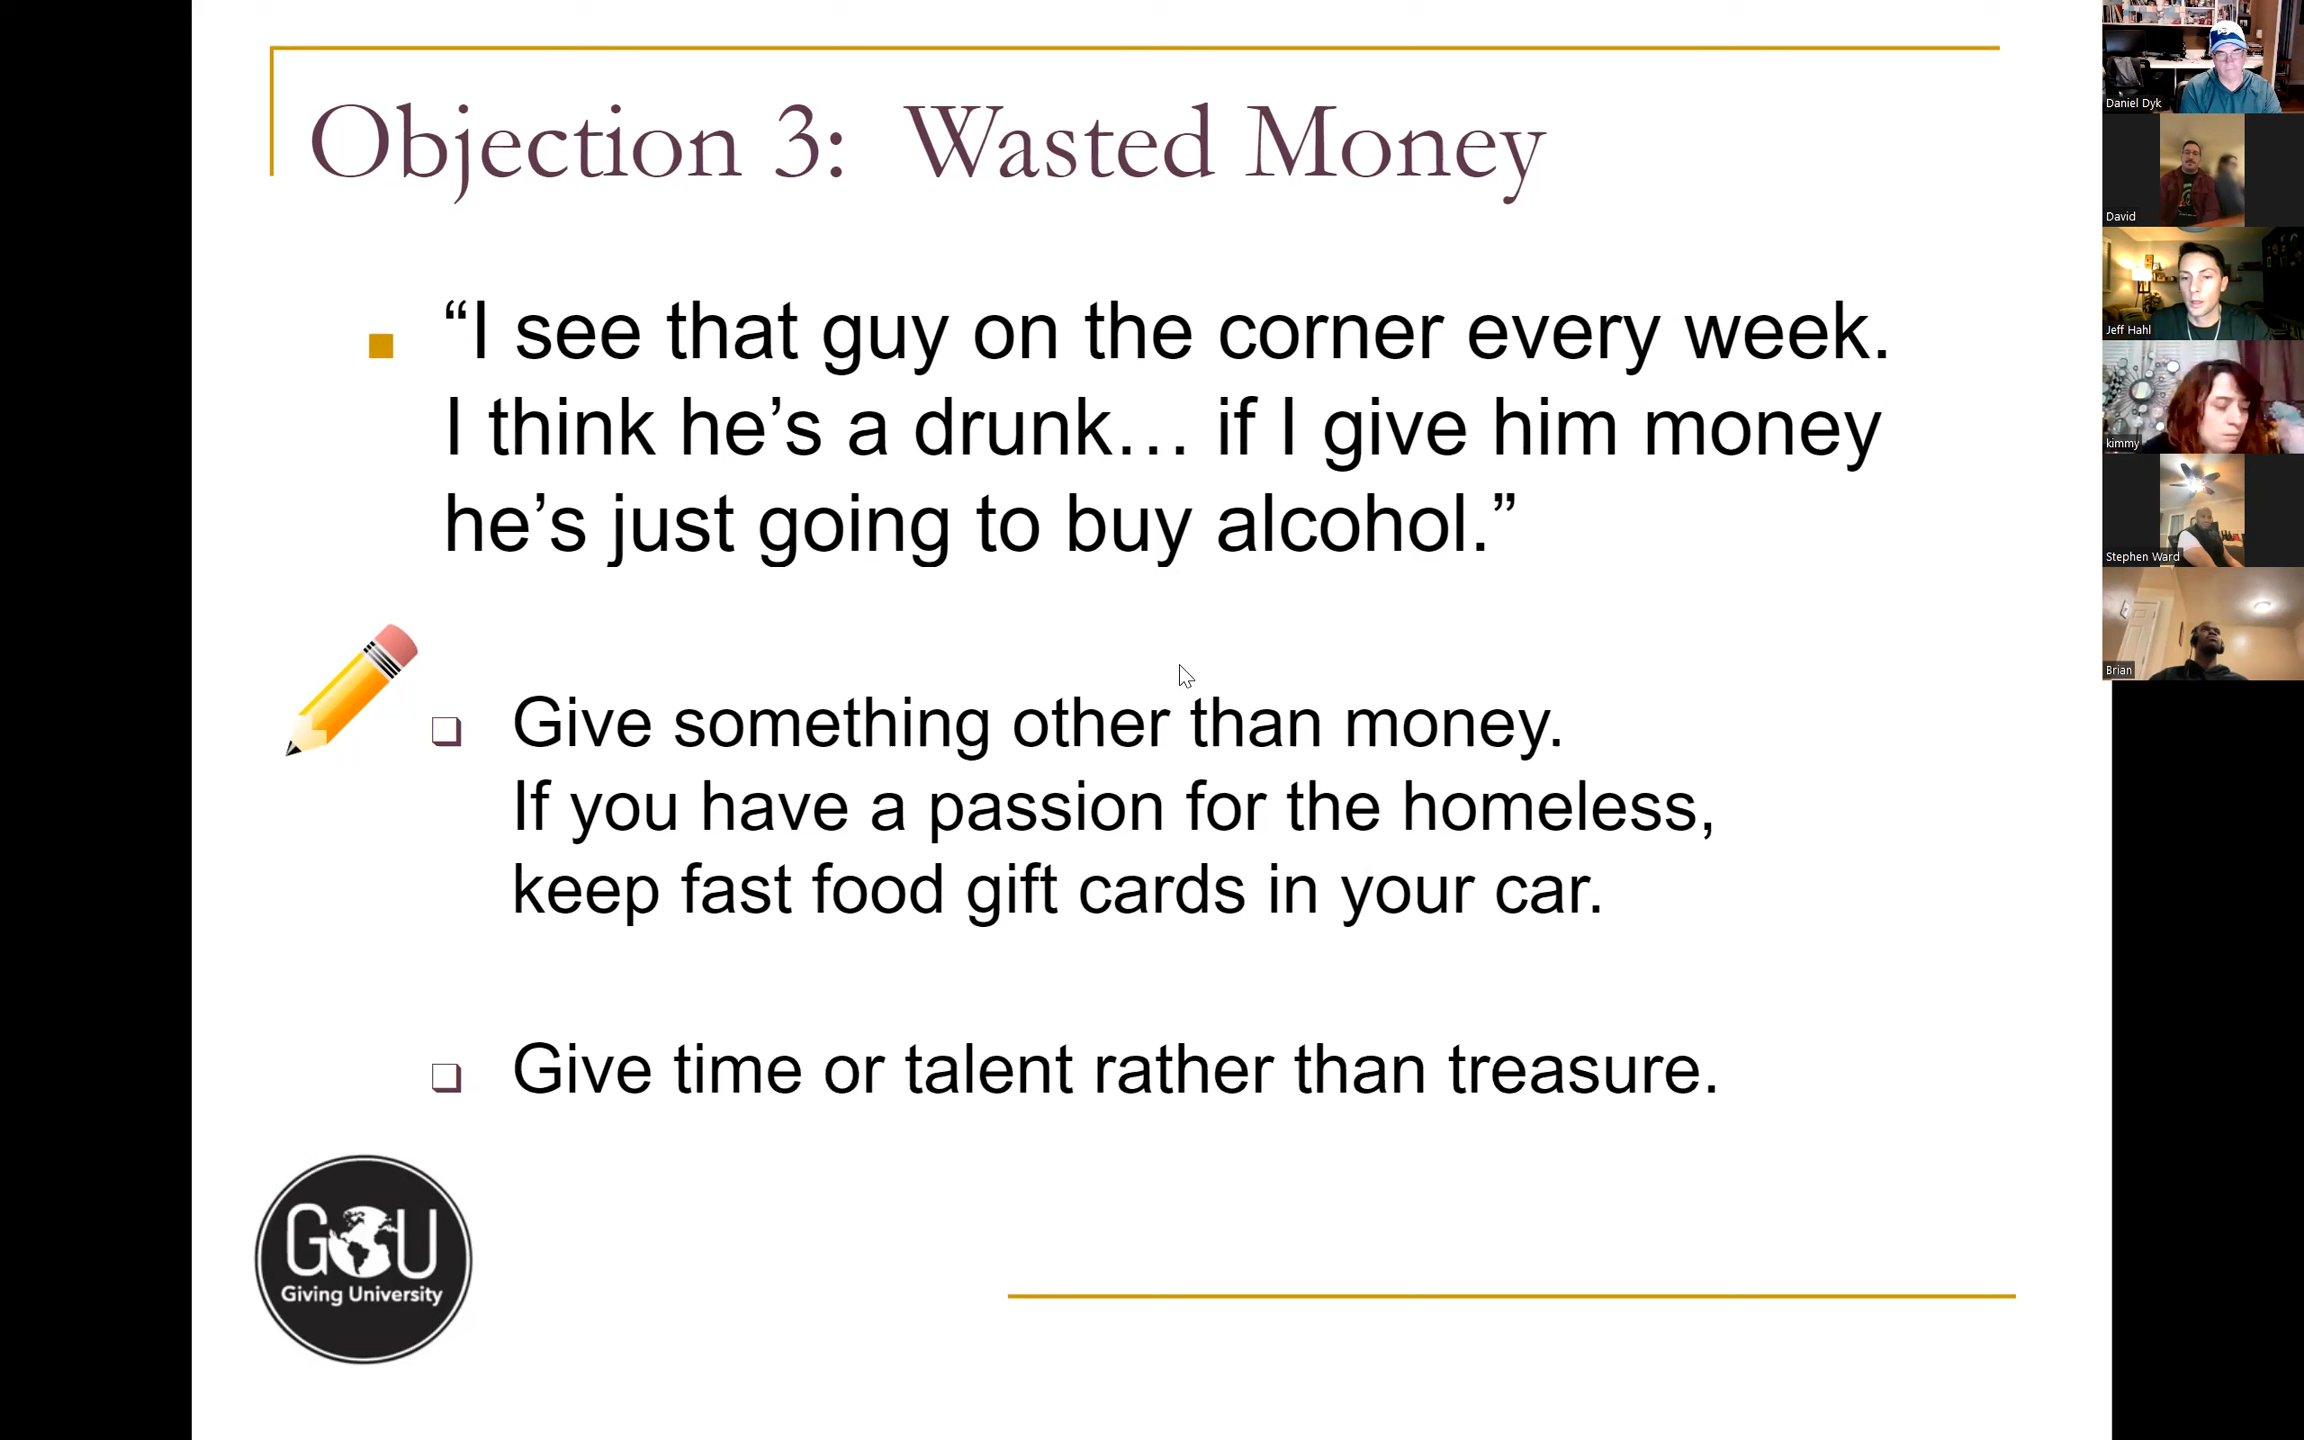 Objection 3: Wasted Money
“I see that guy on the corner every week.
I think he’s a drunk… if I give him money
he’s just going to buy alcohol.”
Give something other than money.
If you have a passion for the homeless,
keep fast food gift cards in your car.
Give time or talent rather than treasure.
GU
Giving University
Daniel Dyk
David
Jeff Hahl
kimmy
Stephen Ward
Brian